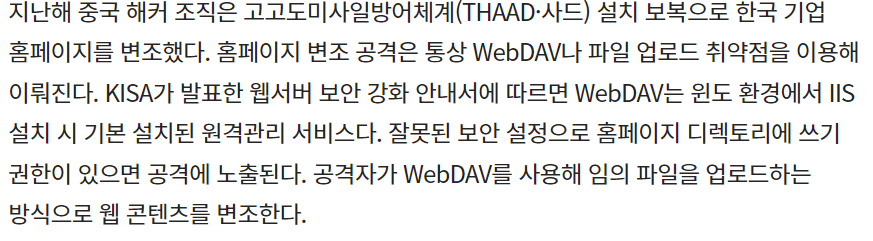 지난해 중국 해커 조직은 고고도미사일방어체계(THAAD·사드) 설치 보복으로 한국 기업
홈페이지를 변조했다. 홈페이지 변조 공격은 통상 WebDAV나 파일 업로드 취약점을 이용해
이뤄진다. KISA가 발표한 웹서버 보안 강화 안내서에 따르면 WebDAV는 윈도 환경에서 IIS
설치 시 기본 설치된 원격관리 서비스다. 잘못된 보안 설정으로 홈페이지 디렉토리에 쓰기
권한이 있으면 공격에 노출된다. 공격자가 WebDAV를 사용해 임의 파일을 업로드하는
방식으로 웹 콘텐츠를 변조한다.